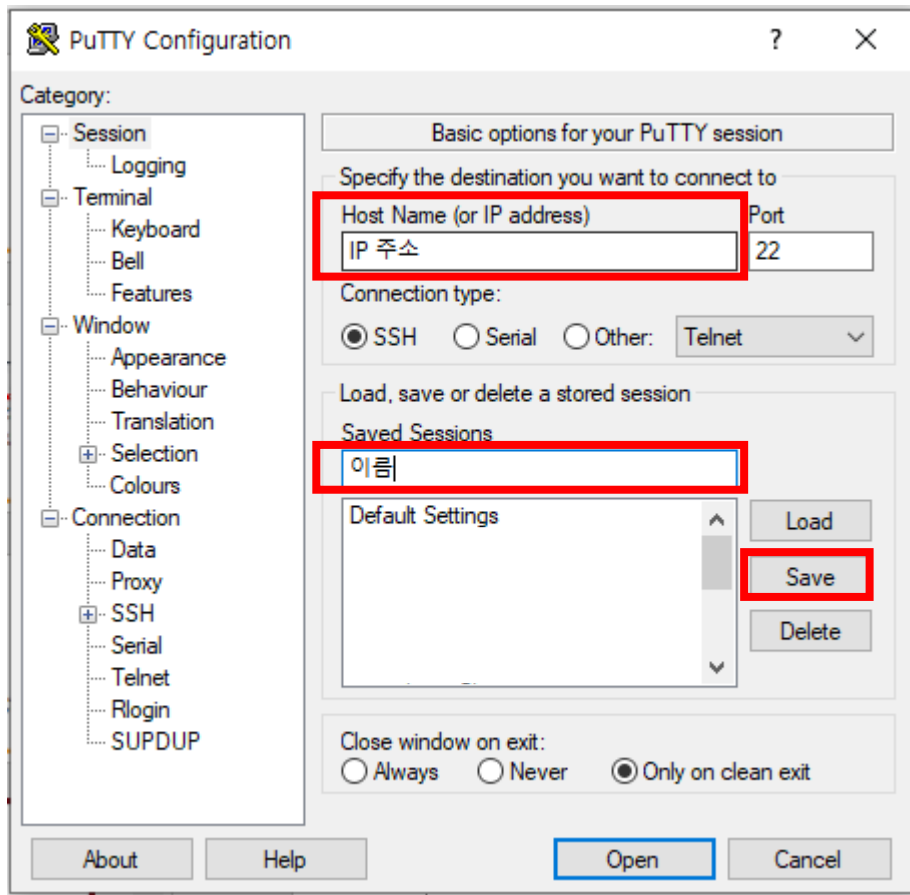 PuTTY Configuration
?
Category:
Session
Logging
Terminal
Keyboard
Bell
Features
Window
Appearance
Behaviour
Translation
Selection
Colours
Connection
Data
Proxy
SSH
Serial
Telnet
Rlogin
SUPDUP
Basic options for your PuTTY session
Specify the destination you want to connect to
Host Name (or IP address) Port
IP 주소 22
Connection type:
SSH Serial Other: Telnet
Load, save or delete a stored session
Saved Sessions
이름
Default Settings
Load
Save
Delete
Close window on exit:
Always Never Only on clean exit
About Help Open Cancel